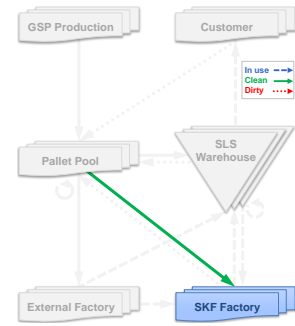 GSP Production
Customer
In use
Clean
Dirty
Pallet Pool
SLS
Warehouse
External Factory
SKF Factory